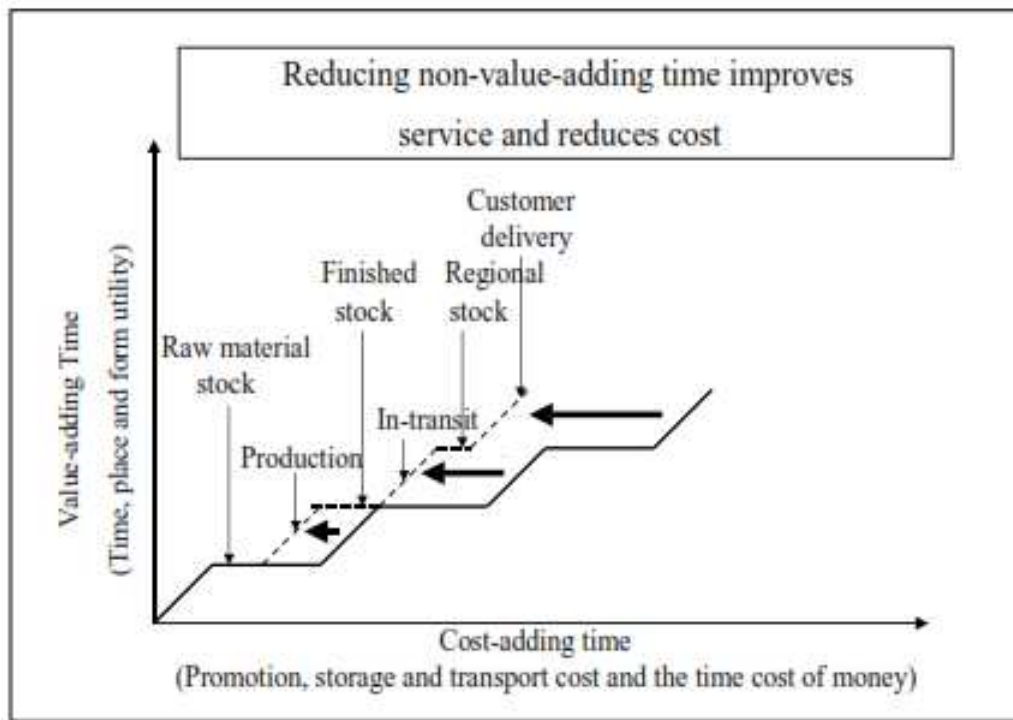 Reducing non-value-adding time improves
service and reduces cost
Customer
delivery
Finished
stock
Regional
stock
Raw material
stock
In-transit
Production
Value-adding Time
(Time, place and form utility)
Cost-adding time
(Promotion, storage and transport cost and the time cost of money)